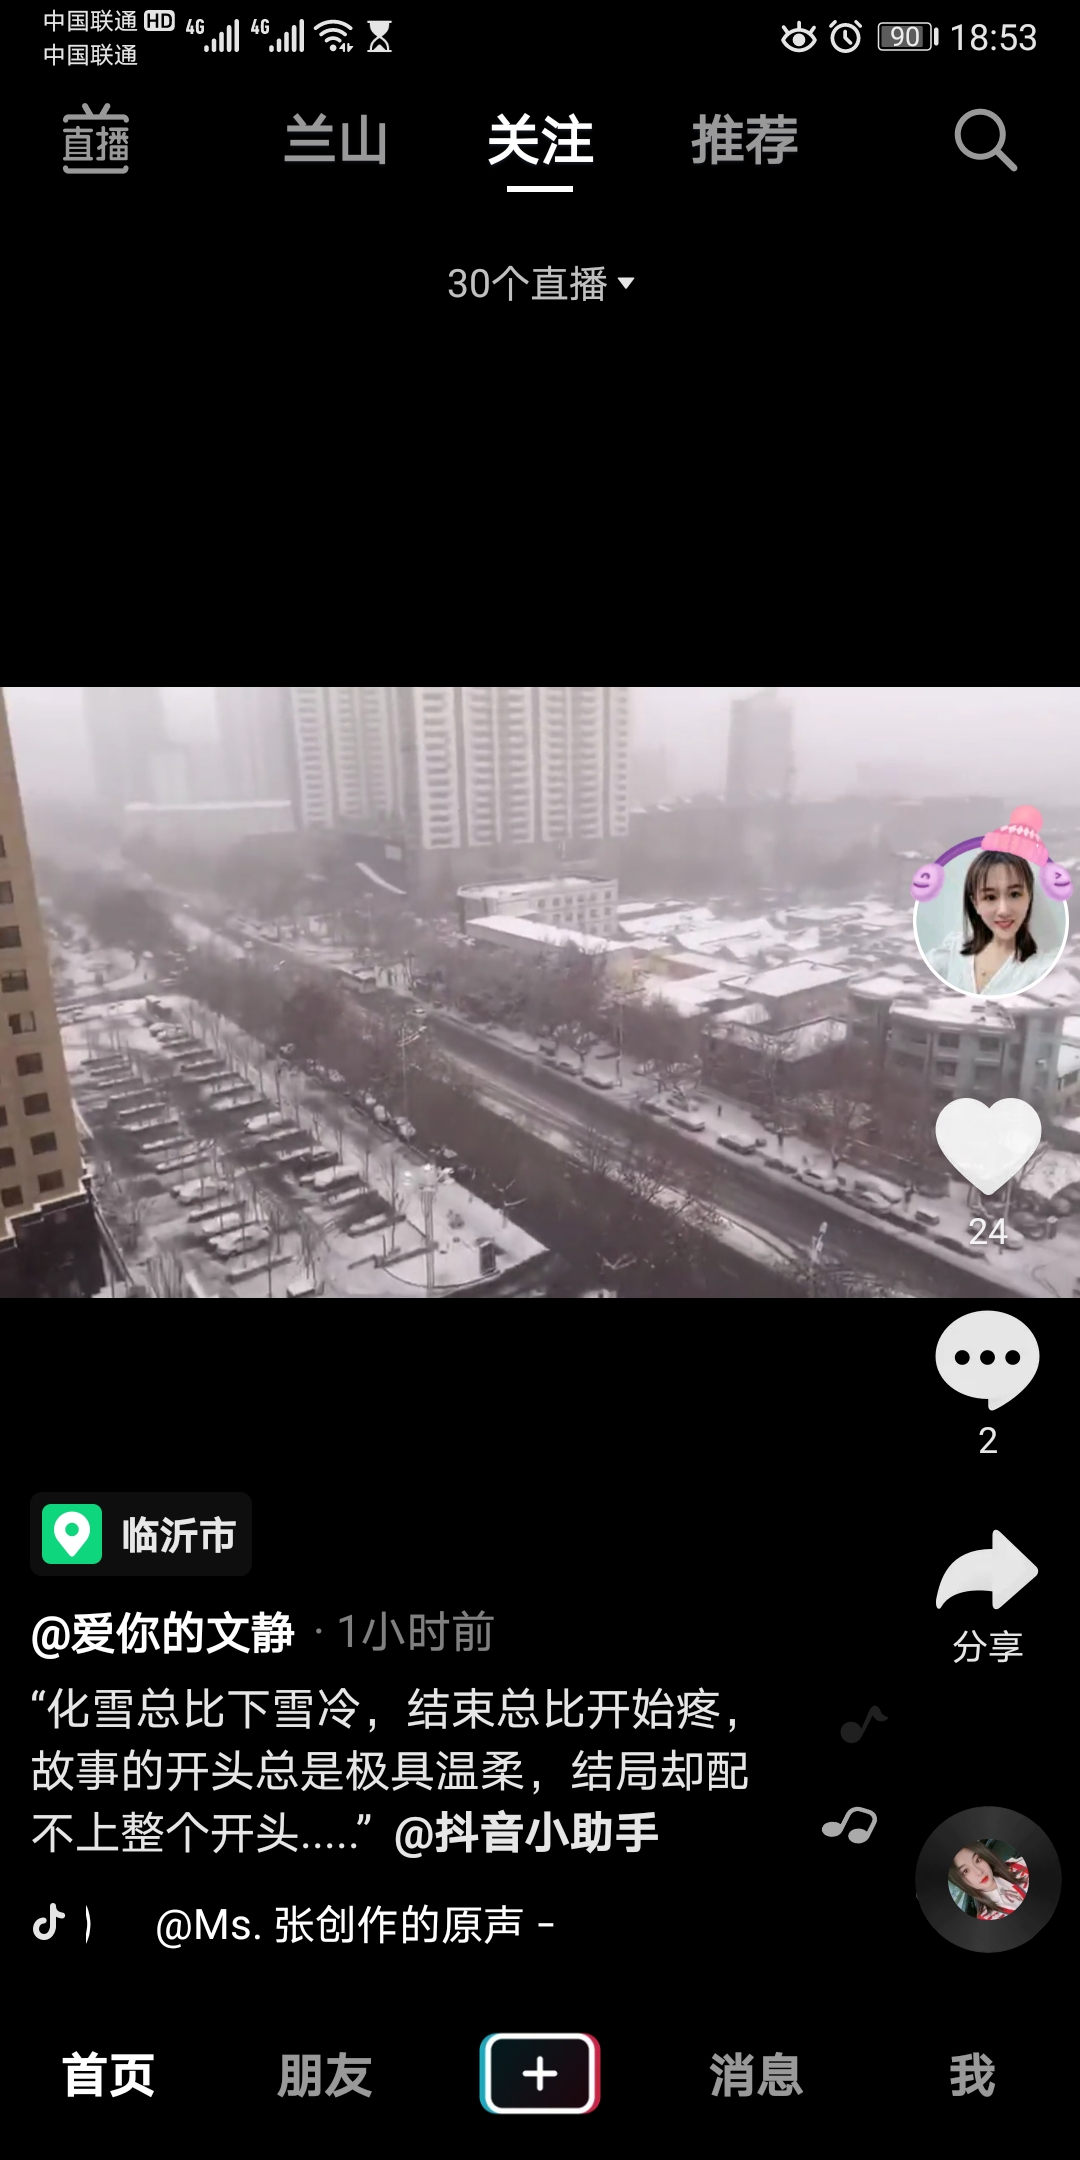 中国联通 HD 4G 4G
中国联通
90 18:53
直播 兰山 关注 推荐
30个直播
24
2
临沂市
分享
@爱你的文静 · 1小时前
“化雪总比下雪冷，结束总比开始疼，
故事的开头总是极具温柔，结局却配
不上整个开头.....” @抖音小助手
@Ms. 张创作的原声 -
首页 朋友 消息 我